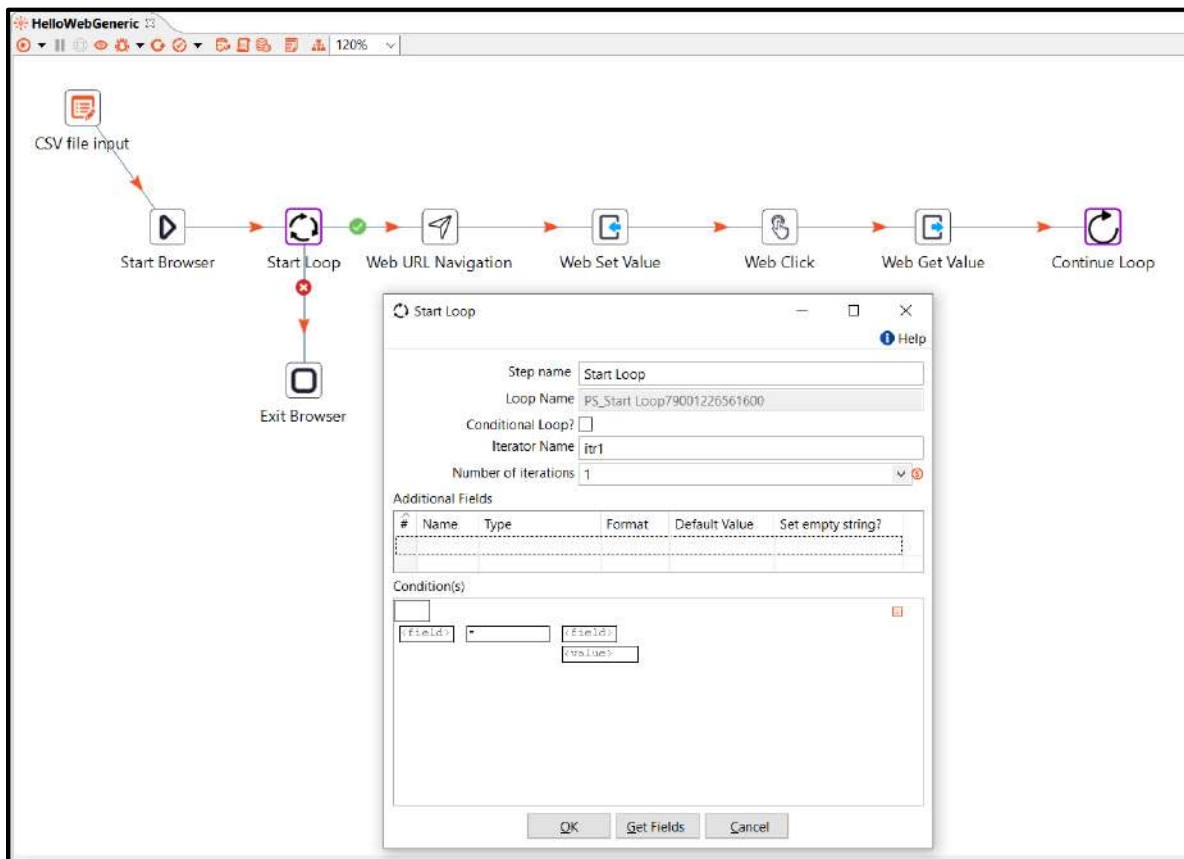 HelloWebGeneric
120%
CSV file input
Start Browser
Start Loop
Web URL Navigation
Web Set Value
Web Click
Web Get Value
Continue Loop
Exit Browser
Start Loop
Help
Step name Start Loop
Loop Name PS_Start Loop79001226561600
Conditional Loop?
Iterator Name itr1
Number of iterations 1
Additional Fields
# Name Type Format Default Value Set empty string?
Condition(s)
<field> = <field>
<value>
OK Get Fields Cancel